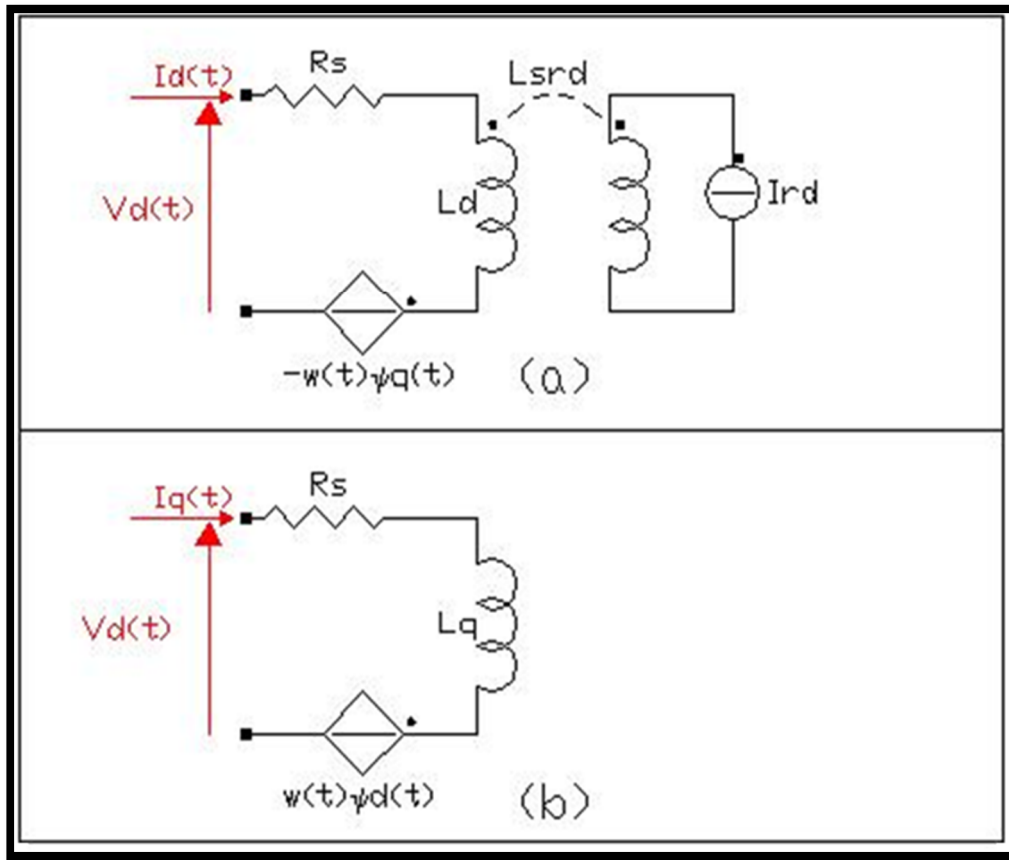 Rs
Id(t)
Lsrd
Vd(t)
Ld
Ird
-w(t)ψq(t)
(a)
Rs
Iq(t)
Vd(t)
Lq
w(t)ψd(t)
(b)